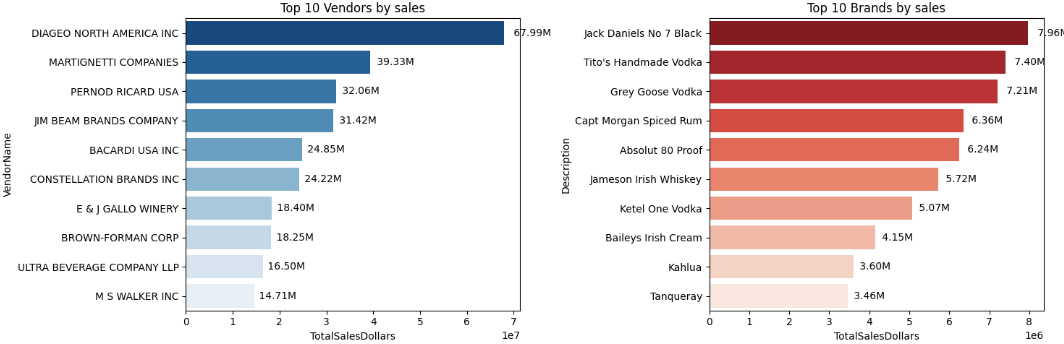 Top 10 Vendors by sales
VendorName
DIAGEO NORTH AMERICA INC 67.99M
MARTIGNETTI COMPANIES 39.33M
PERNOD RICARD USA 32.06M
JIM BEAM BRANDS COMPANY 31.42M
BACARDI USA INC 24.85M
CONSTELLATION BRANDS INC 24.22M
E & J GALLO WINERY 18.40M
BROWN-FORMAN CORP 18.25M
ULTRA BEVERAGE COMPANY LLP 16.50M
M S WALKER INC 14.71M
0 1 2 3 4 5 6 7
1e7
TotalSalesDollars
Top 10 Brands by sales
Description
Jack Daniels No 7 Black 7.96M
Tito's Handmade Vodka 7.40M
Grey Goose Vodka 7.21M
Capt Morgan Spiced Rum 6.36M
Absolut 80 Proof 6.24M
Jameson Irish Whiskey 5.72M
Ketel One Vodka 5.07M
Baileys Irish Cream 4.15M
Kahlua 3.60M
Tanqueray 3.46M
0 1 2 3 4 5 6 7 8
1e6
TotalSalesDollars